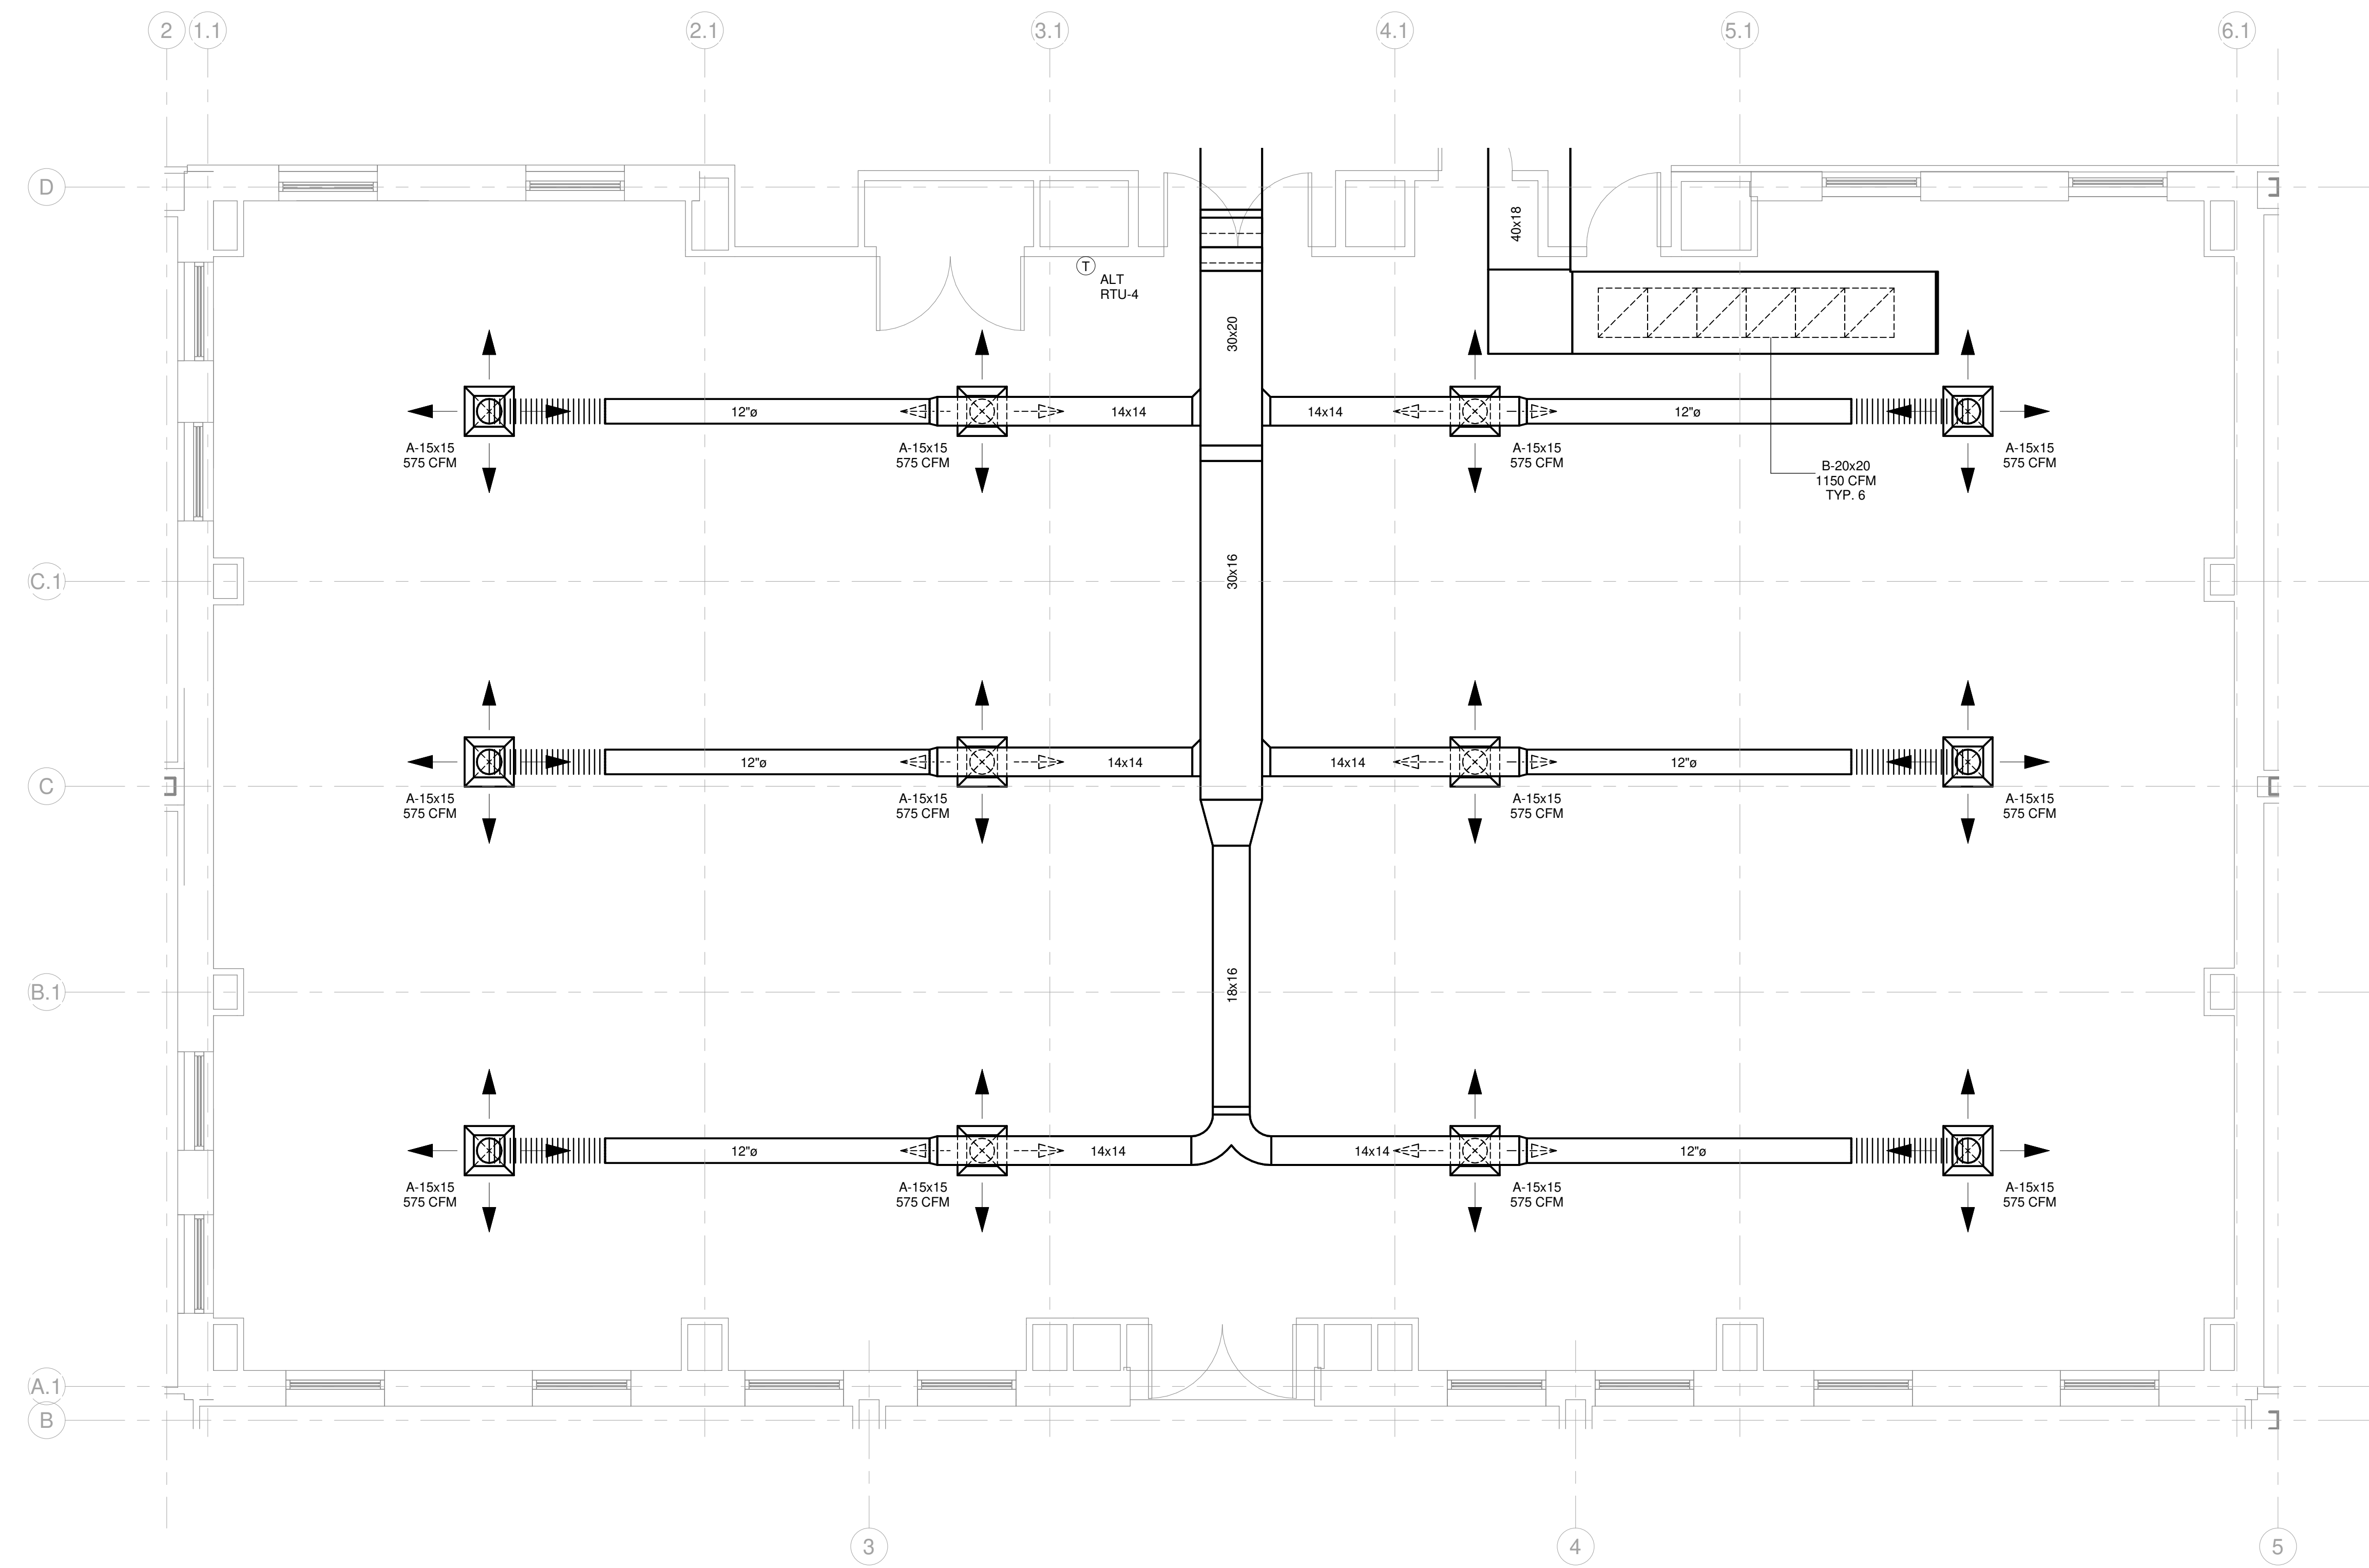 2
1.1
2.1
3.1
4.1
5.1
6.1
D
40x18
T
ALT
RTU-4
30x20
12"ø
14x14
14x14
12"ø
A-15x15
575 CFM
A-15x15
575 CFM
A-15x15
575 CFM
A-15x15
575 CFM
B-20x20
1150 CFM
TYP. 6
C.1
30x16
12"ø
14x14
14x14
12"ø
C
A-15x15
575 CFM
A-15x15
575 CFM
A-15x15
575 CFM
A-15x15
575 CFM
B.1
18x16
12"ø
14x14
14x14
12"ø
A-15x15
575 CFM
A-15x15
575 CFM
A-15x15
575 CFM
A-15x15
575 CFM
A.1
B
3
4
5